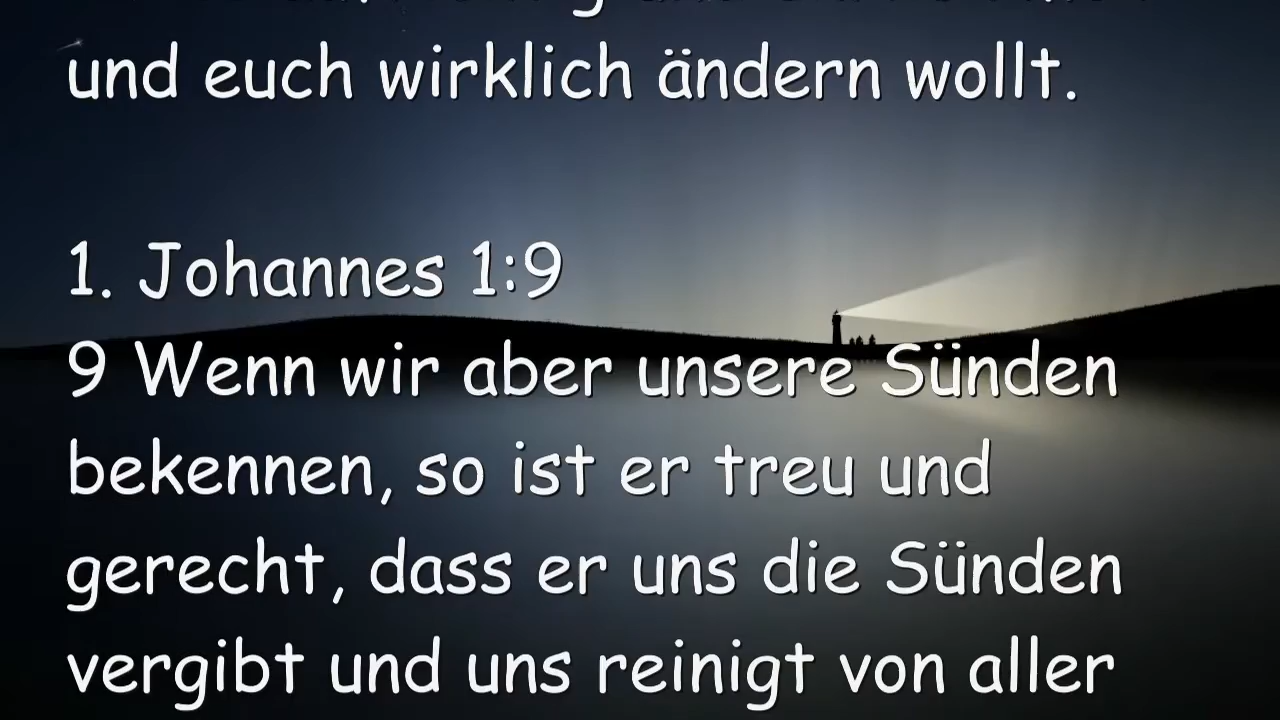 und euch wirklich ändern wollt.
1. Johannes 1:9
9 Wenn wir aber unsere Sünden
bekennen, so ist er treu und
gerecht, dass er uns die Sünden
vergibt und uns reinigt von aller